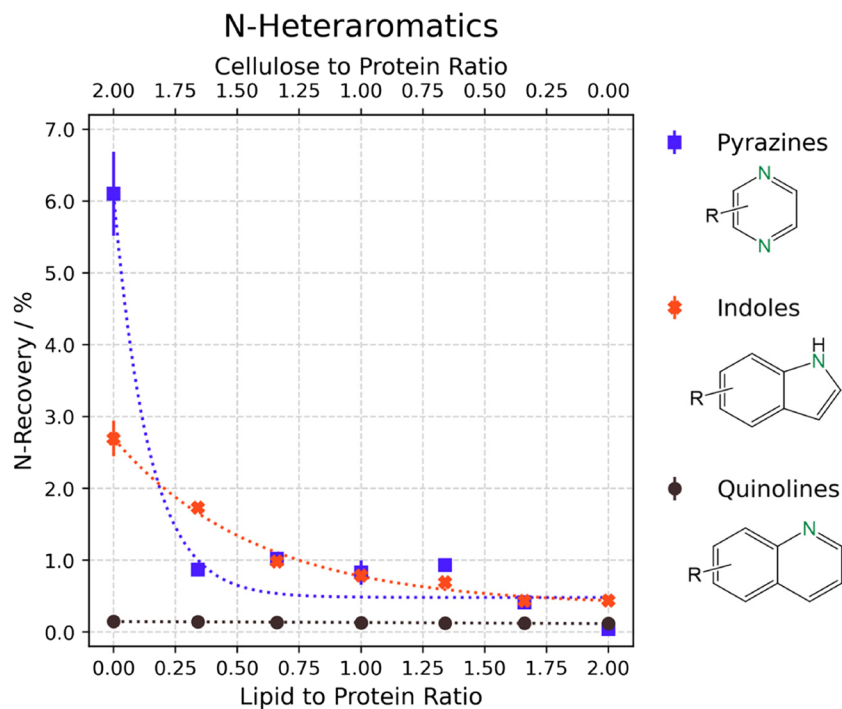 N-Heteraromatics
Cellulose to Protein Ratio
2.00 1.75 1.50 1.25 1.00 0.75 0.50 0.25 0.00
7.0
6.0
5.0
4.0
3.0
2.0
1.0
0.0
N-Recovery / %
0.00 0.25 0.50 0.75 1.00 1.25 1.50 1.75 2.00
Lipid to Protein Ratio
Pyrazines
N
R
N
Indoles
H
N
R
Quinolines
N
R